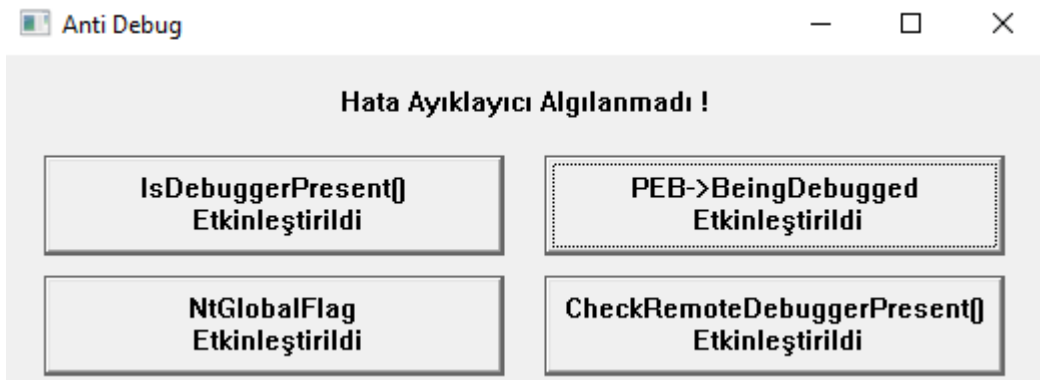 Anti Debug
Hata Ayıklayıcı Algılanmadı !
IsDebuggerPresent()
Etkinleştirildi
PEB->BeingDebugged
Etkinleştirildi
NtGlobalFlag
Etkinleştirildi
CheckRemoteDebuggerPresent()
Etkinleştirildi